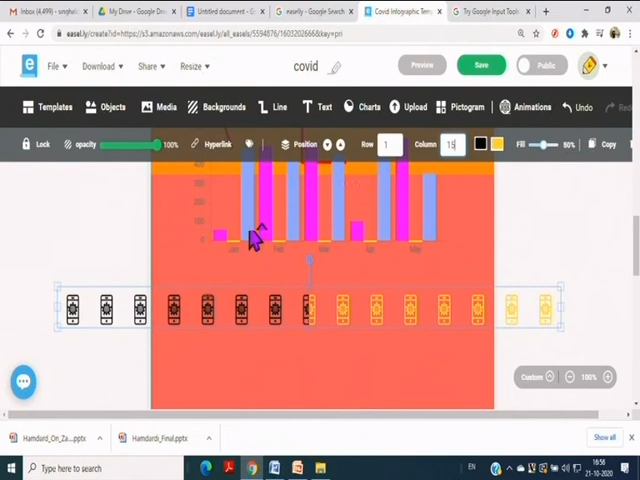 Inbox (4,499) - singhalo
My Drive - Google Drive
Untitled document - G
easelly - Google Search
Covid Infographic Temp
Try Google Input Tools
easel.ly/create?id=https://s3.amazonaws.com/easel.ly/all_easels/5594876/1603202666&key=pri
File
Download
Share
Resize
covid
Preview
Save
Public
Templates
Objects
Media
Backgrounds
Line
Text
Charts
Upload
Pictogram
Animations
Undo
Lock
opacity
100%
Hyperlink
Position
Row
1
Column
15
Fill
50%
Copy
Jan
Feb
Apr
May
Custom
100%
Hamdard_On_Za....pptx
Hamdardi_Final.pptx
Show all
Type here to search
EN
16:56
21-10-2020